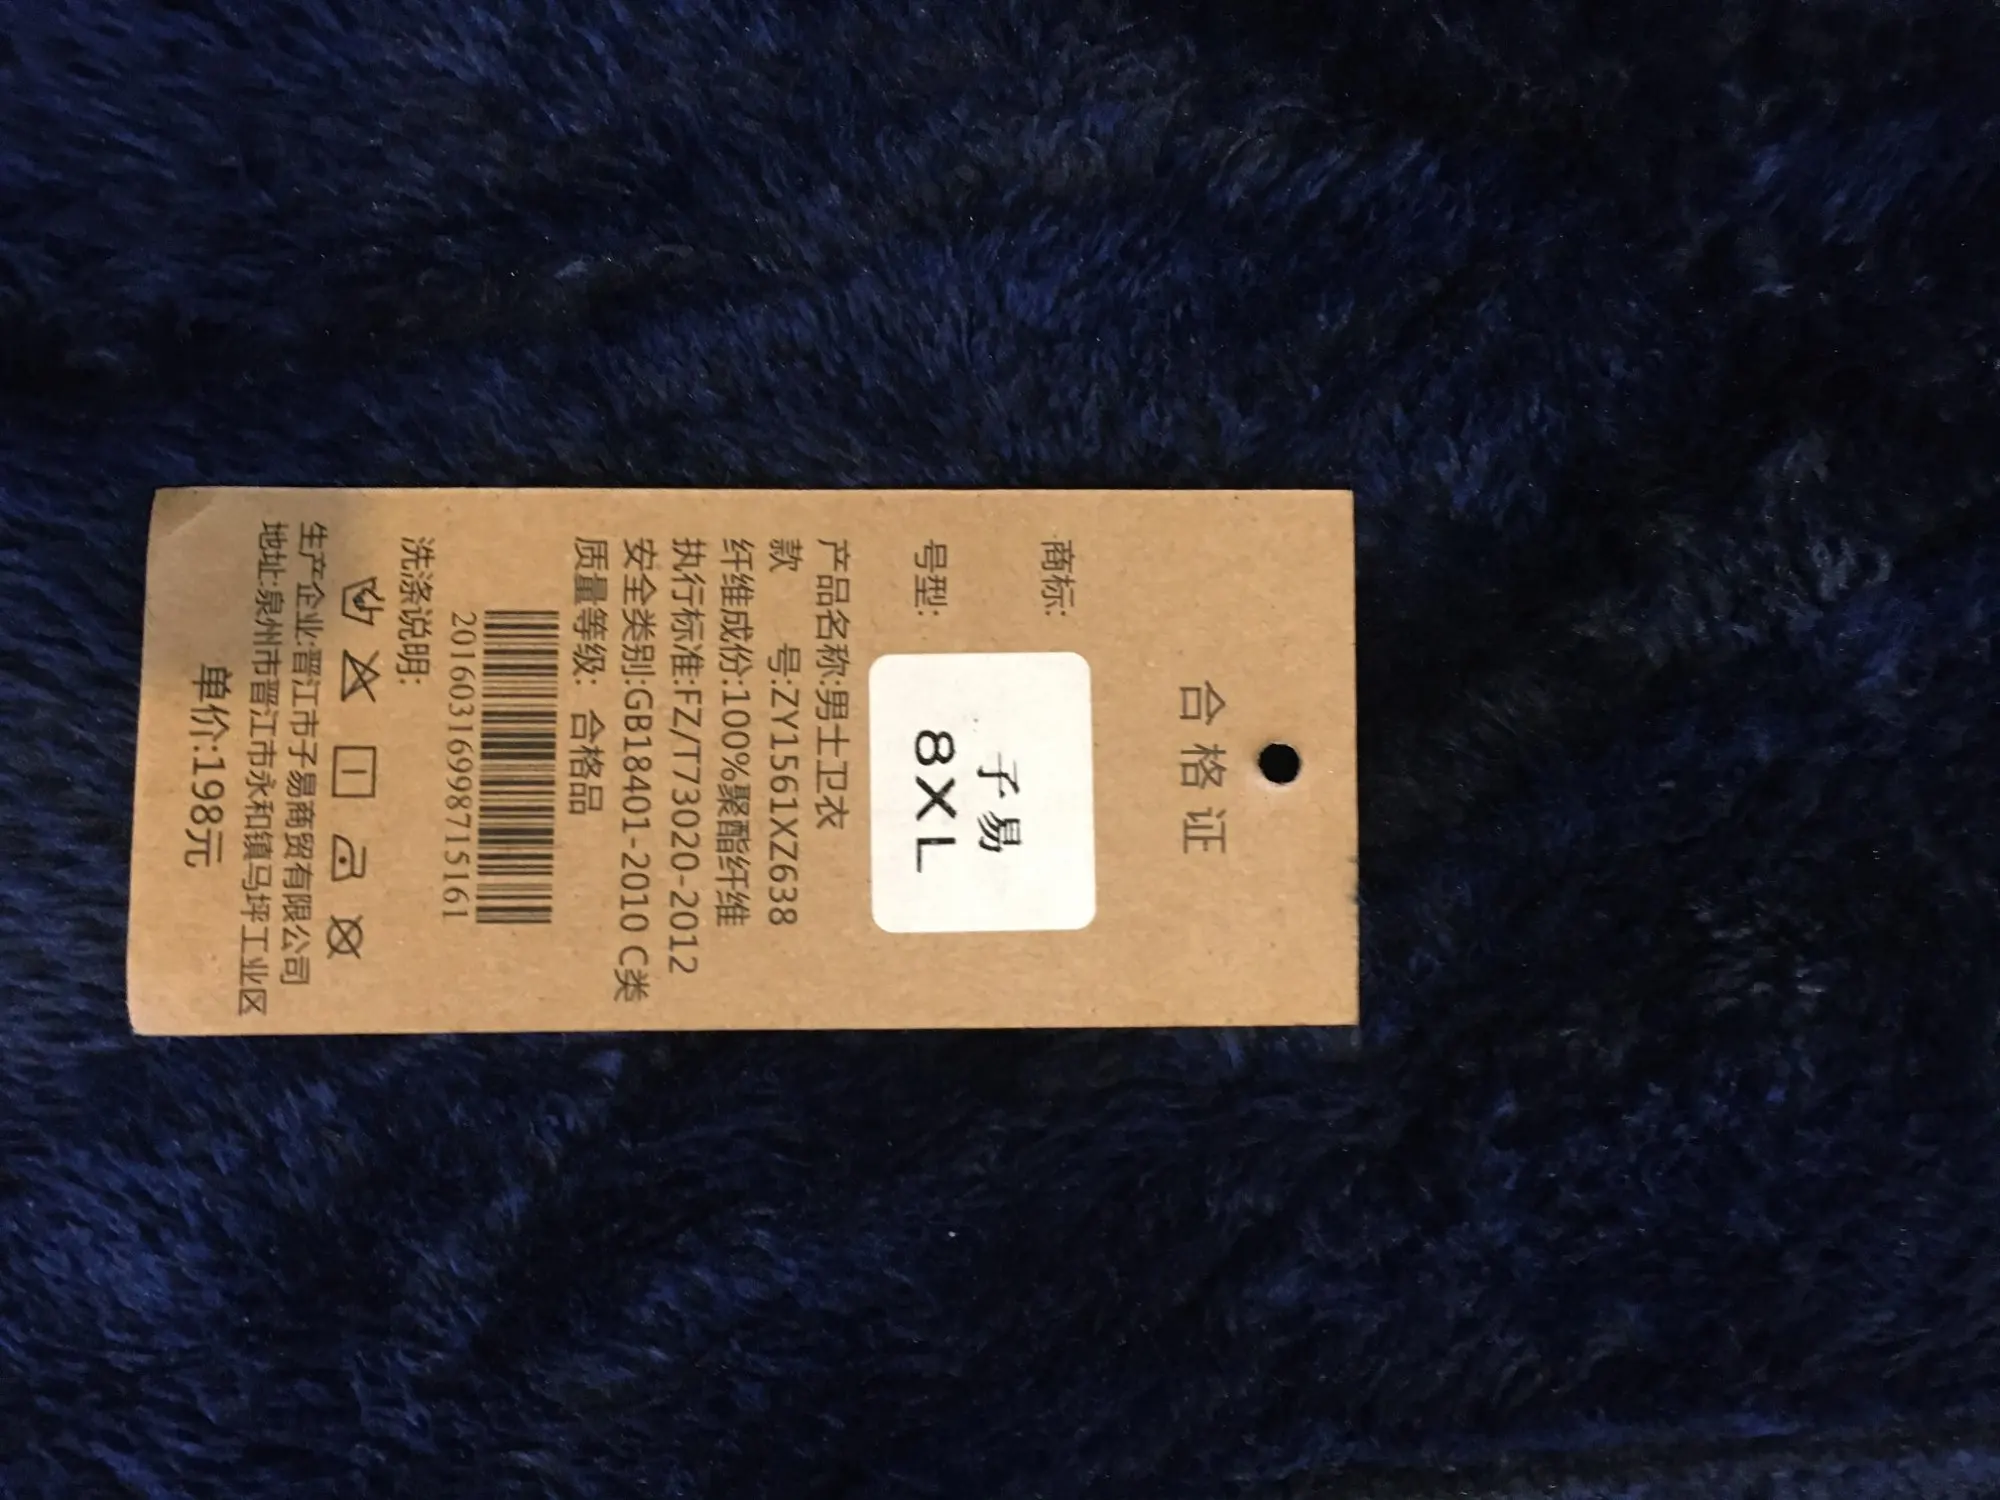 合格证
商标:
子易
号型:
8XL
产品名称:男士卫衣
款 号:ZY1561XZ638
纤维成份:100%聚酯纤维
执行标准:FZ/T73020-2012
安全类别:GB18401-2010 C类
质量等级: 合格品
20160316998715161
洗涤说明:
生产企业:晋江市子易商贸有限公司
地址:泉州市晋江市永和镇马坪工业区
单价:198元